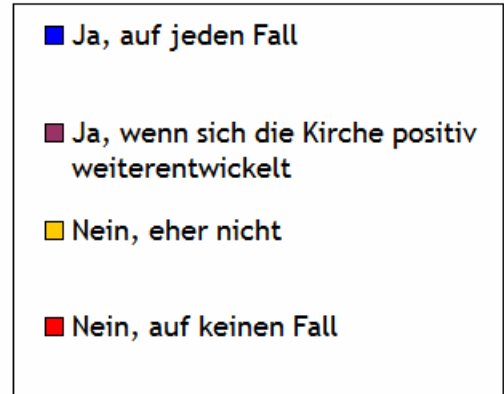 Ja, auf jeden Fall
Ja, wenn sich die Kirche positiv
weiterentwickelt
Nein, eher nicht
Nein, auf keinen Fall